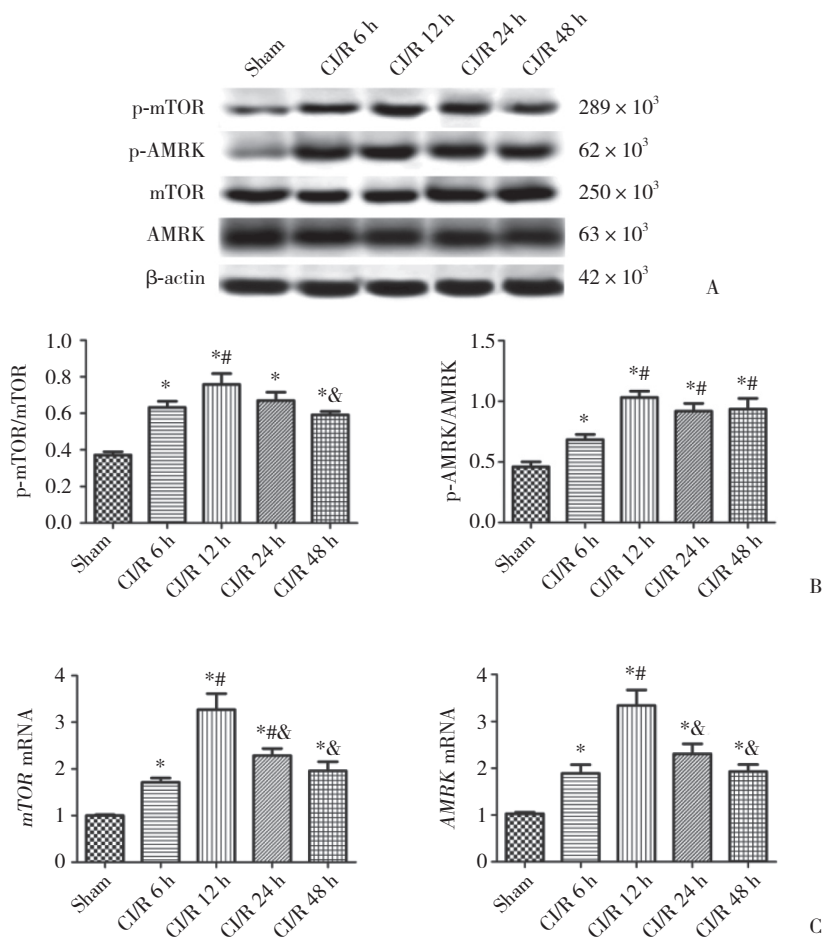 Sham CI/R 6 h CI/R 12 h CI/R 24 h CI/R 48 h
p-mTOR 289 × 10³
p-AMRK 62 × 10³
mTOR 250 × 10³
AMRK 63 × 10³
β-actin 42 × 10³
A
p-mTOR/mTOR
1.0
0.8
0.6
0.4
0.2
0.0
*
*#
*
*&
Sham CI/R 6 h CI/R 12 h CI/R 24 h CI/R 48 h
p-AMRK/AMRK
1.5
1.0
0.5
0.0
*
*#
*#
*#
Sham CI/R 6 h CI/R 12 h CI/R 24 h CI/R 48 h
B
mTOR mRNA
4
3
2
1
0
*
*#
*#&
*&
Sham CI/R 6 h CI/R 12 h CI/R 24 h CI/R 48 h
AMRK mRNA
4
3
2
1
0
*
*#
*&
*&
Sham CI/R 6 h CI/R 12 h CI/R 24 h CI/R 48 h
C